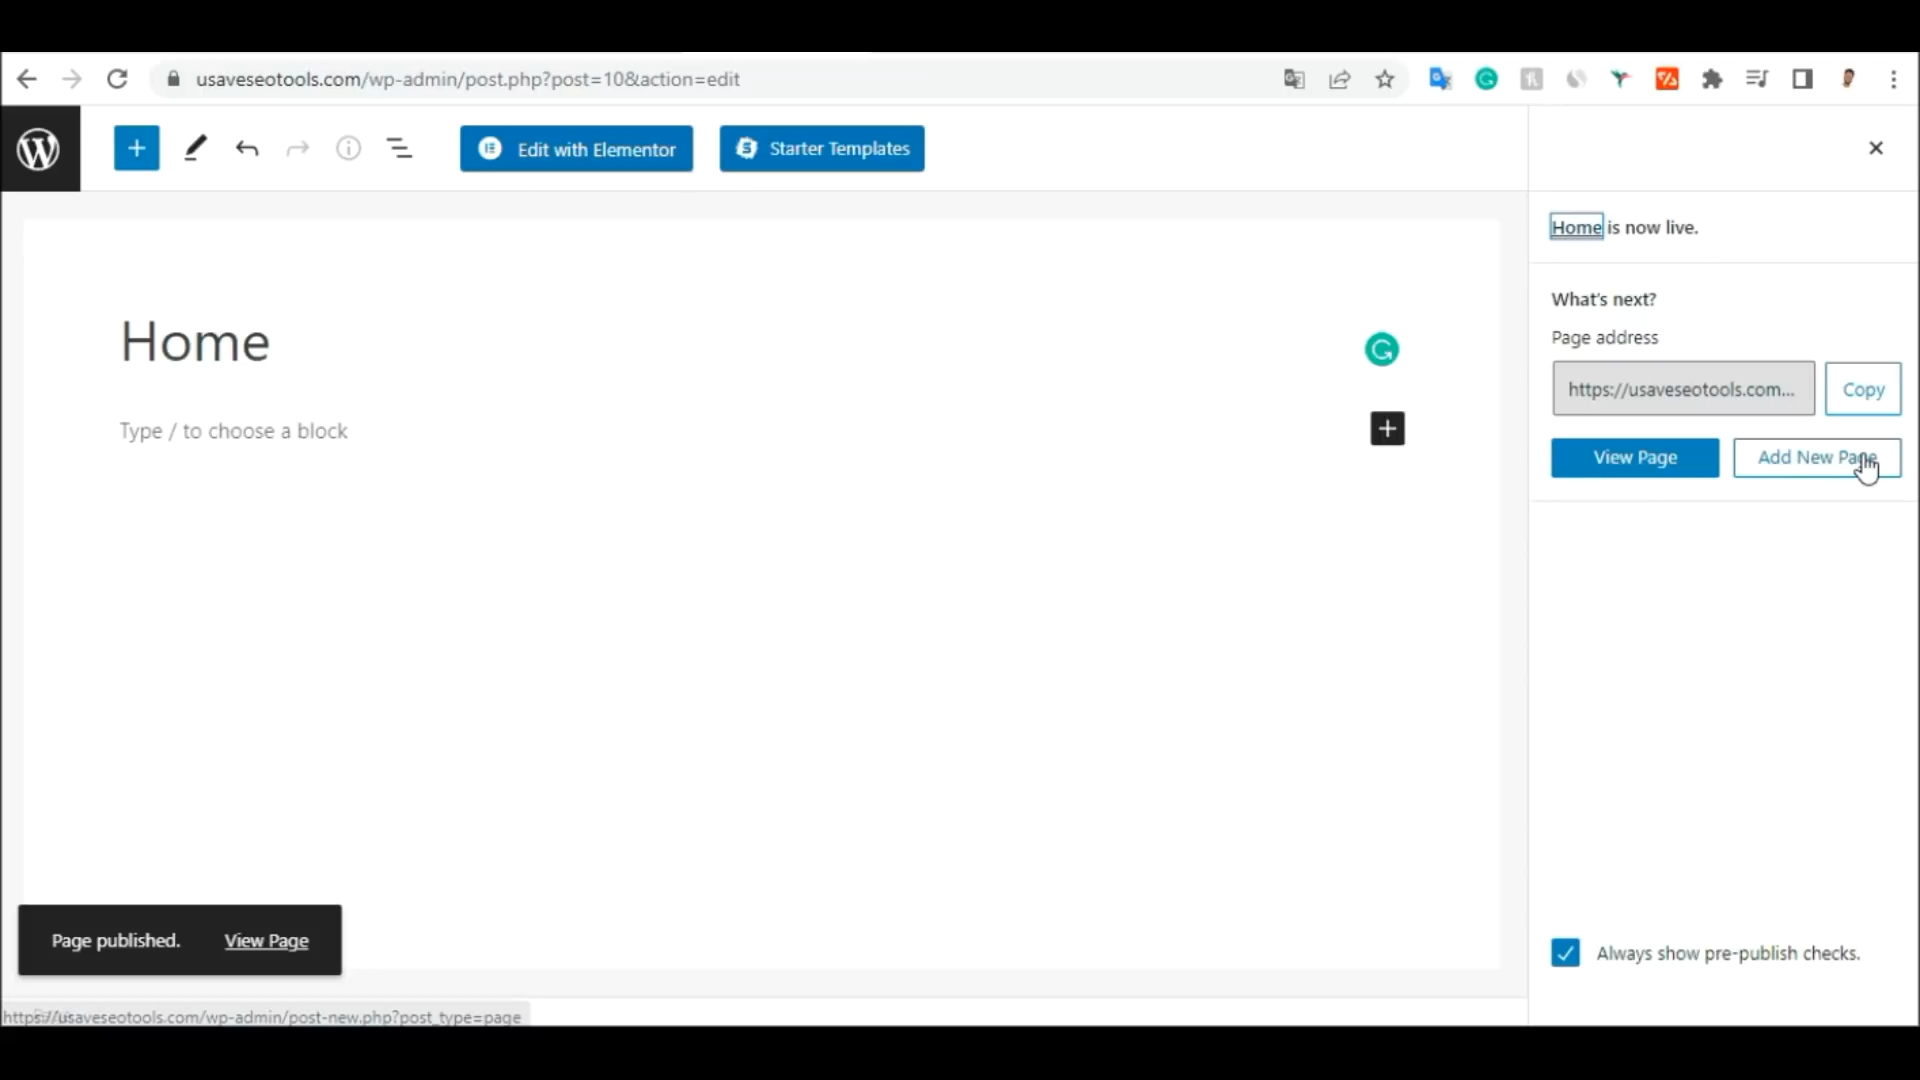 usaveseotools.com/wp-admin/post.php?post=10&action=edit
Edit with Elementor
Starter Templates
Home is now live.
What's next?
Page address
https://usaveseotools.com...
Copy
View Page
Add New Page
Home
Type / to choose a block
Page published.
View Page
Always show pre-publish checks.
https://usaveseotools.com/wp-admin/post-new.php?post_type=page